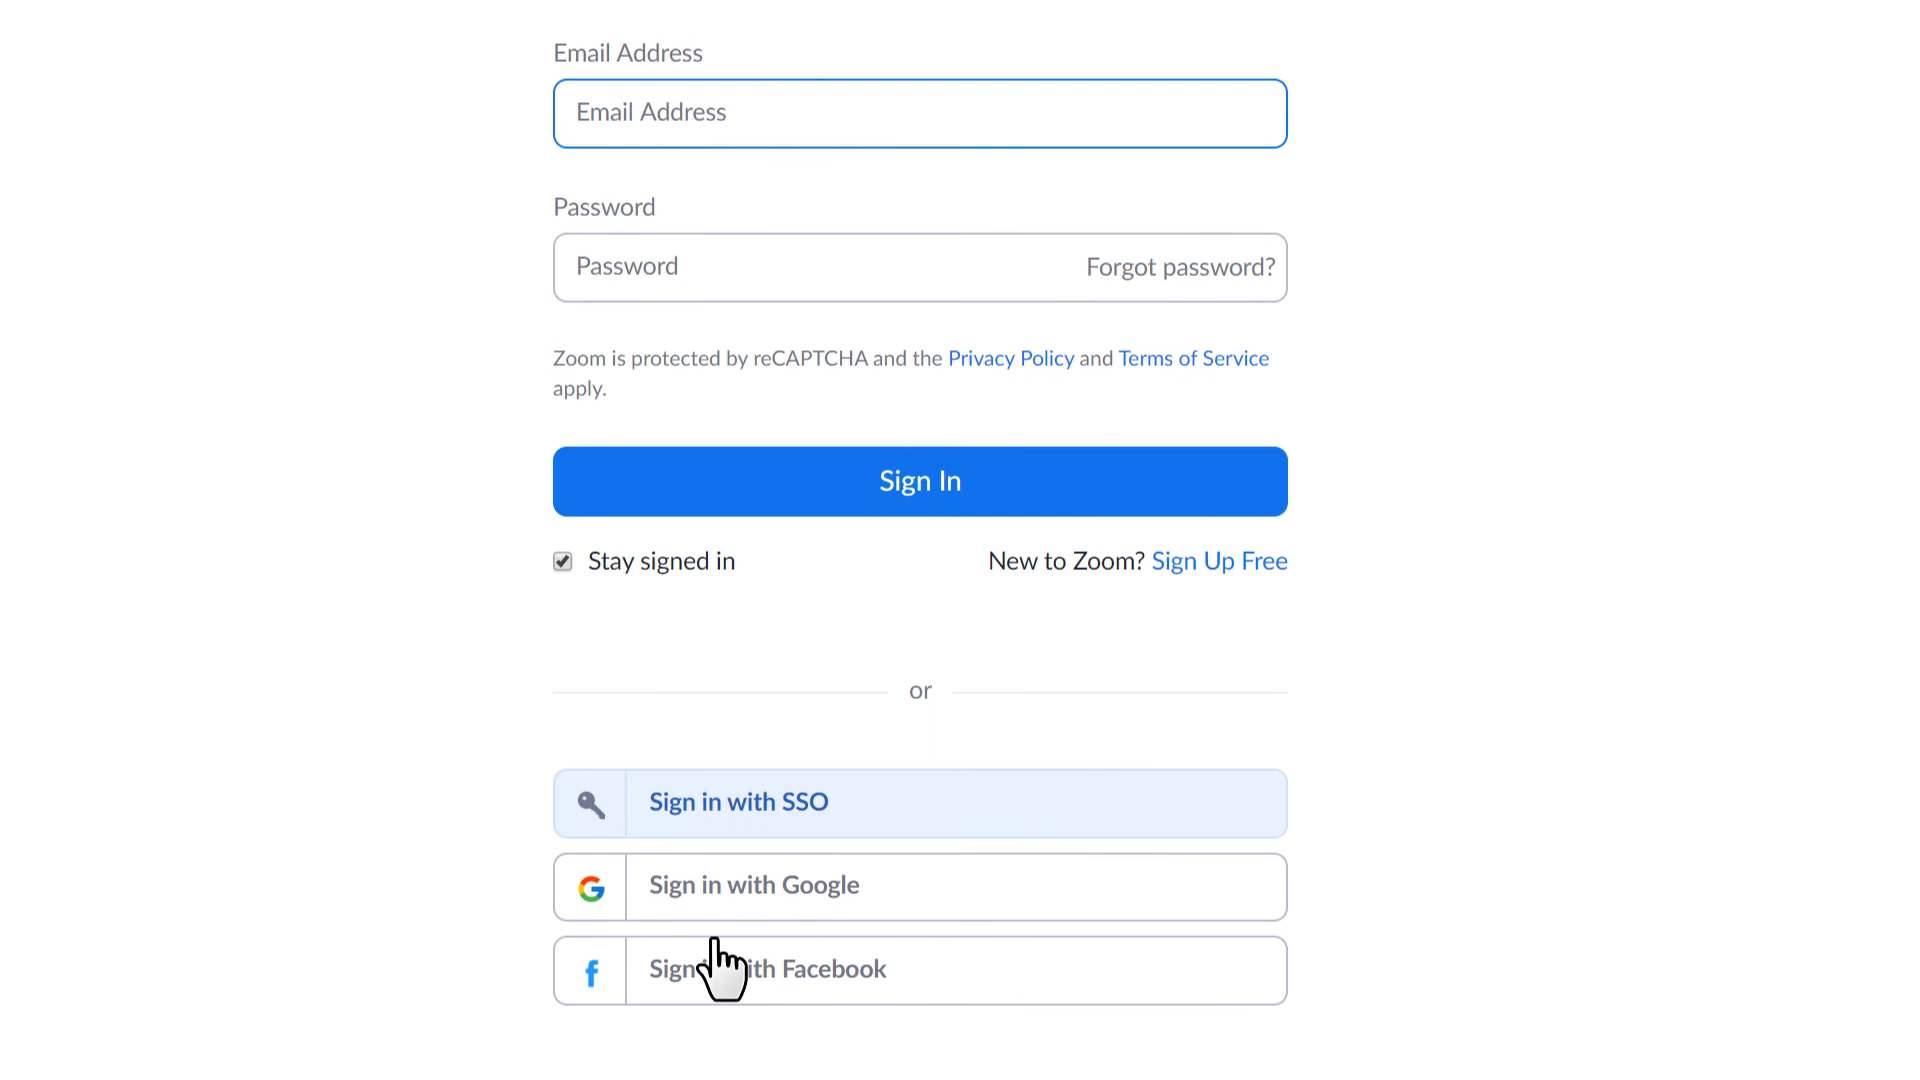 Email Address
Email Address
Password
Password Forgot password?
Zoom is protected by reCAPTCHA and the Privacy Policy and Terms of Service
apply.
Sign In
Stay signed in New to Zoom? Sign Up Free
or
Sign in with SSO
Sign in with Google
Sign ith Facebook